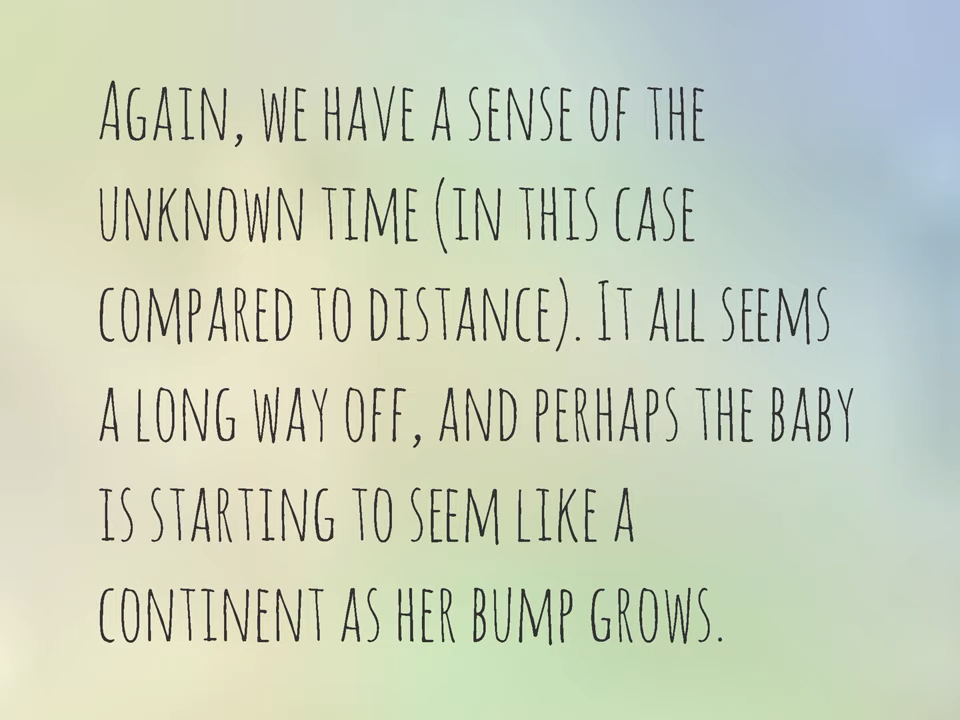 Again, we have a sense of the
unknown time (in this case
compared to distance). It all seems
a long way off, and perhaps the baby
is starting to seem like a
continent as her bump grows.